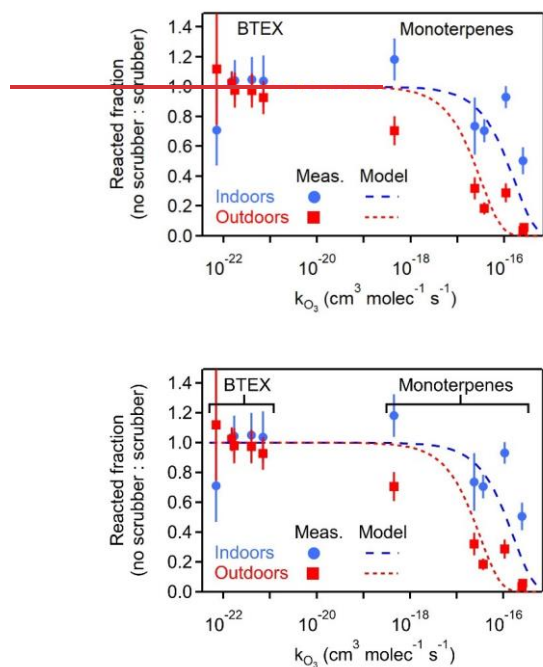 BTEX Monoterpenes
1.4
1.2
1.0
0.8
0.6
0.4
0.2
0.0
Reacted fraction
(no scrubber : scrubber)
Meas. Model
Indoors
Outdoors
10⁻²² 10⁻²⁰ 10⁻¹⁸ 10⁻¹⁶
k_O₃ (cm³ molec⁻¹ s⁻¹)
BTEX Monoterpenes
1.4
1.2
1.0
0.8
0.6
0.4
0.2
0.0
Reacted fraction
(no scrubber : scrubber)
Meas. Model
Indoors
Outdoors
10⁻²² 10⁻²⁰ 10⁻¹⁸ 10⁻¹⁶
k_O₃ (cm³ molec⁻¹ s⁻¹)